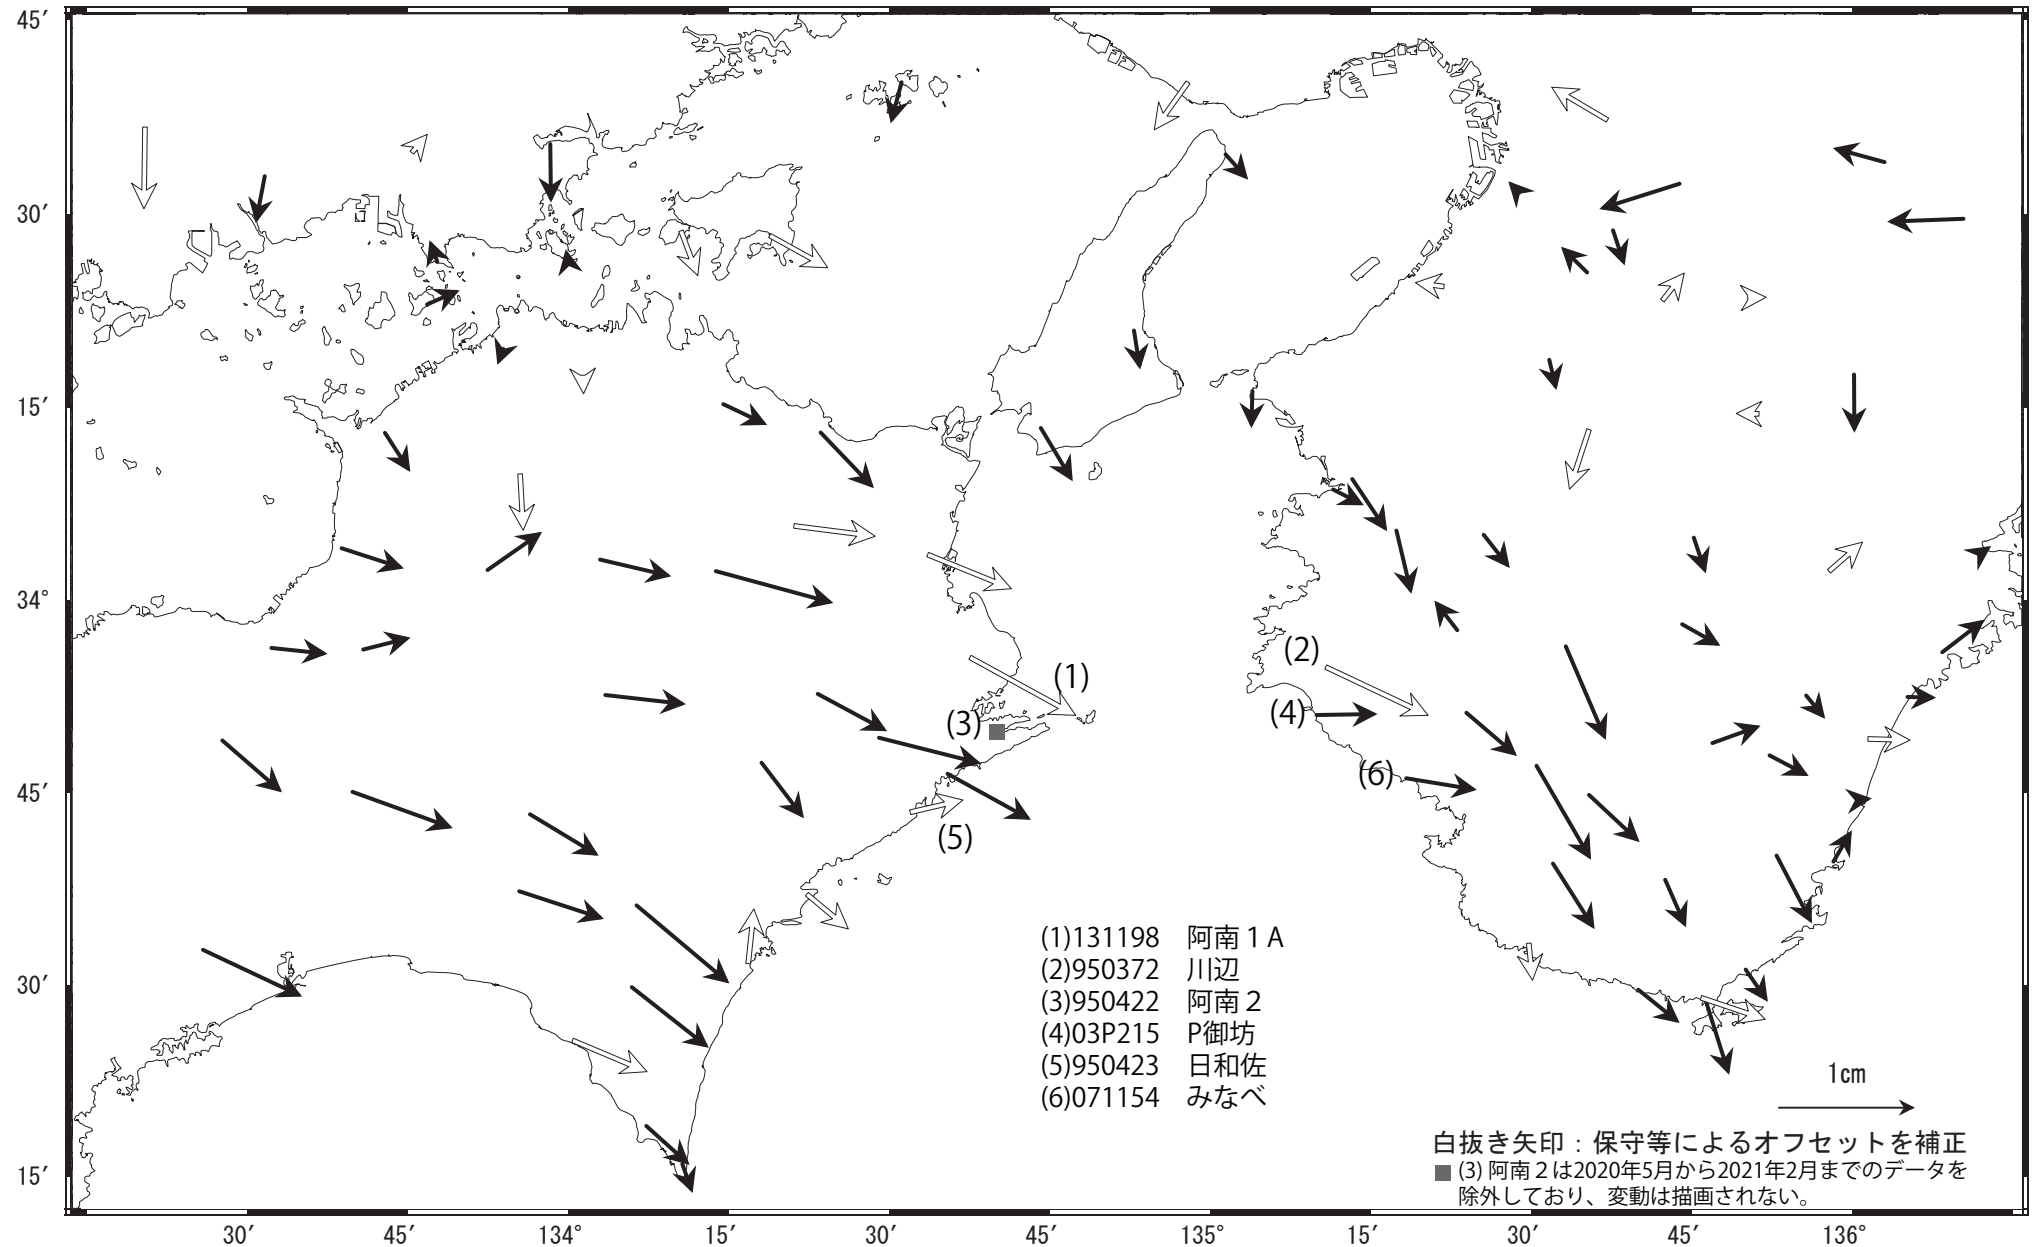 45′
30′
15′
34°
45′
30′
15′
(1)
(2)
(3)
(4)
(5)
(6)
(1)131198 阿南１A
(2)950372 川辺
(3)950422 阿南２
(4)03P215 P御坊
(5)950423 日和佐
(6)071154 みなべ
1cm
白抜き矢印：保守等によるオフセットを補正
(3) 阿南２は2020年5月から2021年2月までのデータを
除外しており、変動は描画されない。
30′ 45′ 134° 15′ 30′ 45′ 135° 15′ 30′ 45′ 136°